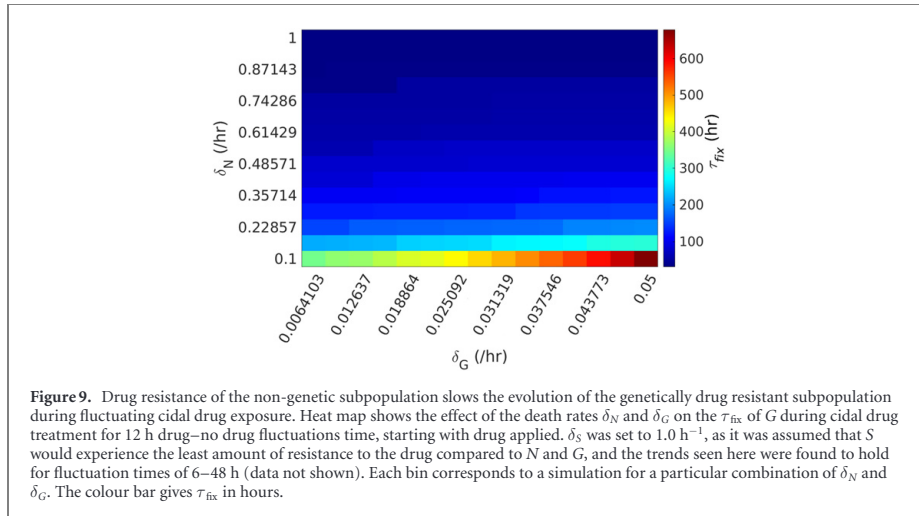 1
0.87143
0.74286
0.61429
0.48571
0.35714
0.22857
0.1
δN (/hr)
0.0064103
0.012637
0.018864
0.025092
0.031319
0.037546
0.043773
0.05
δG (/hr)
600
500
400
300
200
100
τfix (hr)
Figure 9. Drug resistance of the non-genetic subpopulation slows the evolution of the genetically drug resistant subpopulation
during fluctuating cidal drug exposure. Heat map shows the effect of the death rates δN and δG on the τfix of G during cidal drug
treatment for 12 h drug–no drug fluctuations time, starting with drug applied. δS was set to 1.0 h−1, as it was assumed that S
would experience the least amount of resistance to the drug compared to N and G, and the trends seen here were found to hold
for fluctuation times of 6–48 h (data not shown). Each bin corresponds to a simulation for a particular combination of δN and
δG. The colour bar gives τfix in hours.